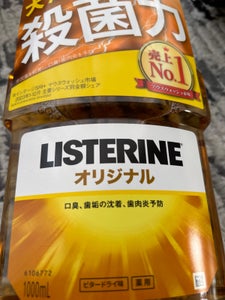 殺菌力
売上
No.1
LISTERINE
オリジナル
口臭、歯垢の沈着、歯肉炎予防
6106772
1000mL
ビタードライ味
薬用